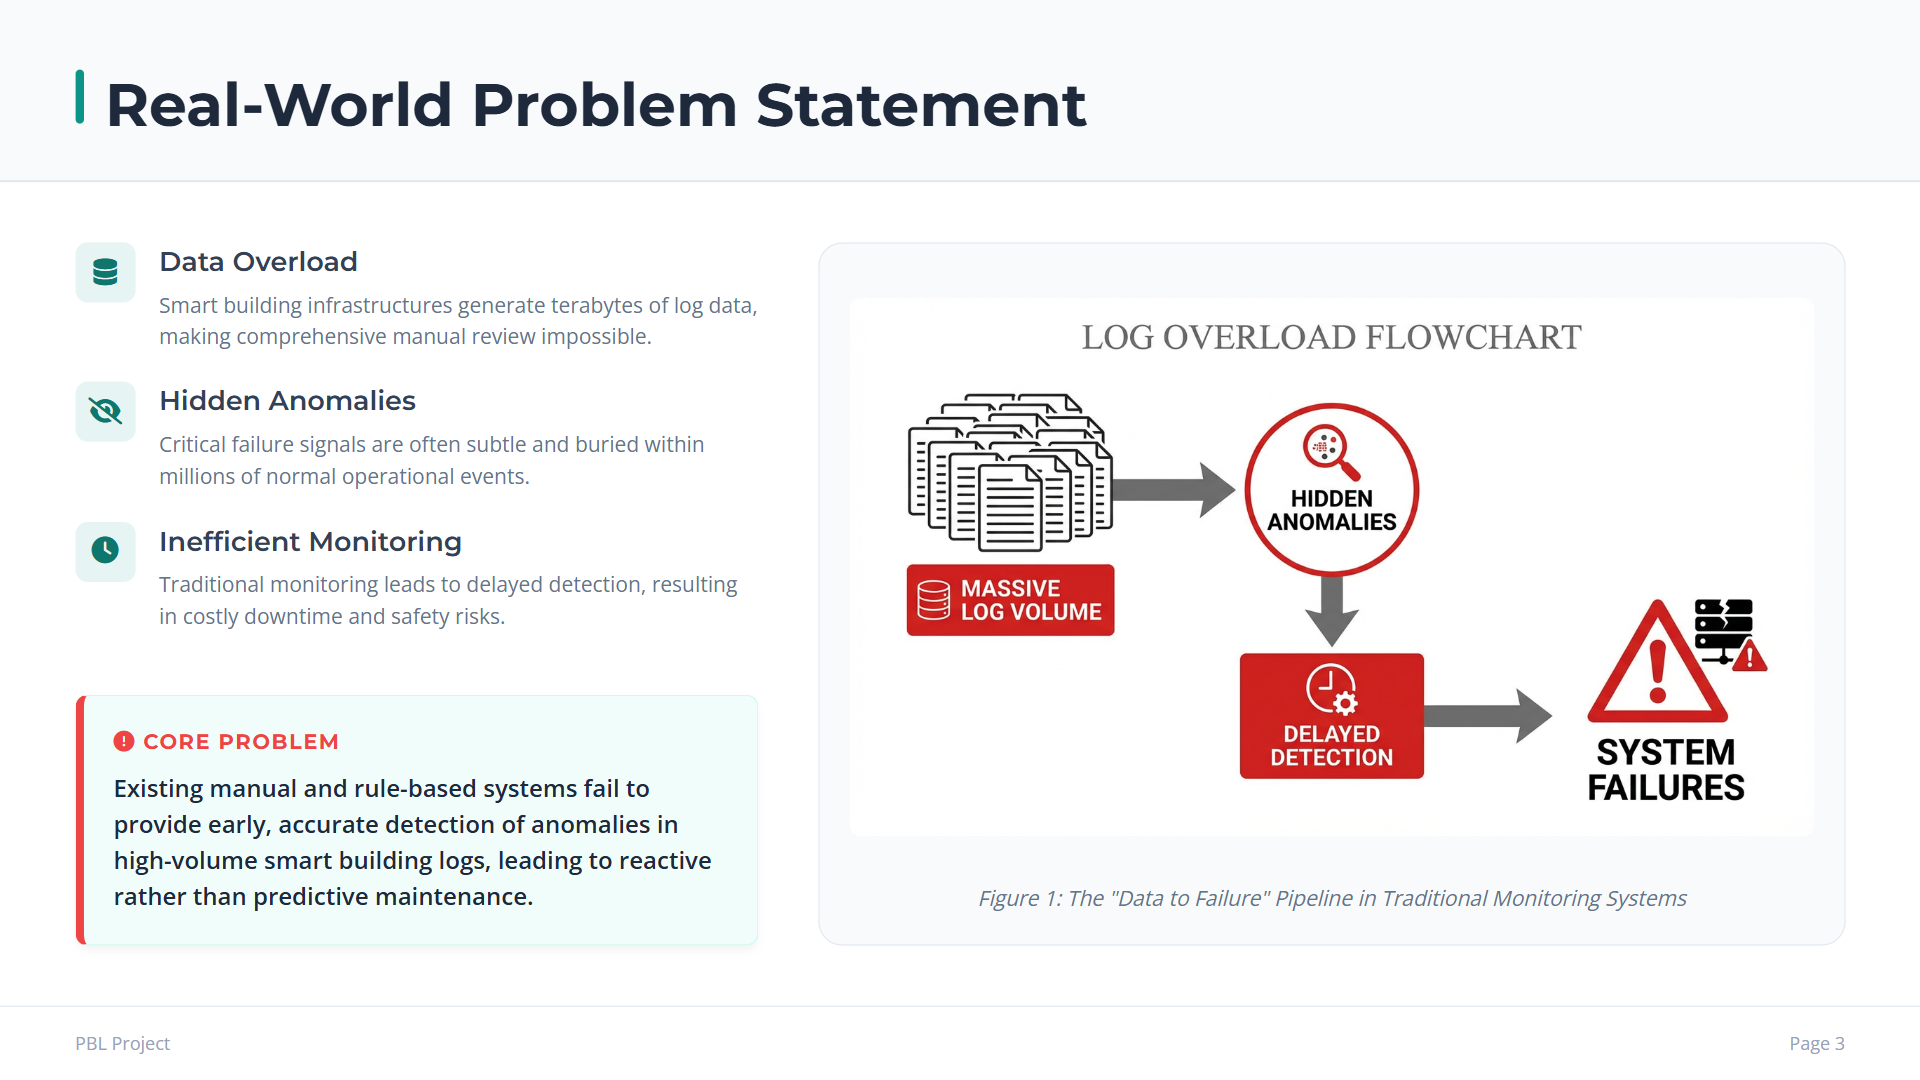 Real-World Problem Statement
Data Overload
Smart building infrastructures generate terabytes of log data,
making comprehensive manual review impossible.
Hidden Anomalies
Critical failure signals are often subtle and buried within
millions of normal operational events.
Inefficient Monitoring
Traditional monitoring leads to delayed detection, resulting
in costly downtime and safety risks.
CORE PROBLEM
Existing manual and rule-based systems fail to
provide early, accurate detection of anomalies in
high-volume smart building logs, leading to reactive
rather than predictive maintenance.
LOG OVERLOAD FLOWCHART
MASSIVE
LOG VOLUME
HIDDEN
ANOMALIES
DELAYED
DETECTION
SYSTEM
FAILURES
Figure 1: The "Data to Failure" Pipeline in Traditional Monitoring Systems
PBL Project
Page 3